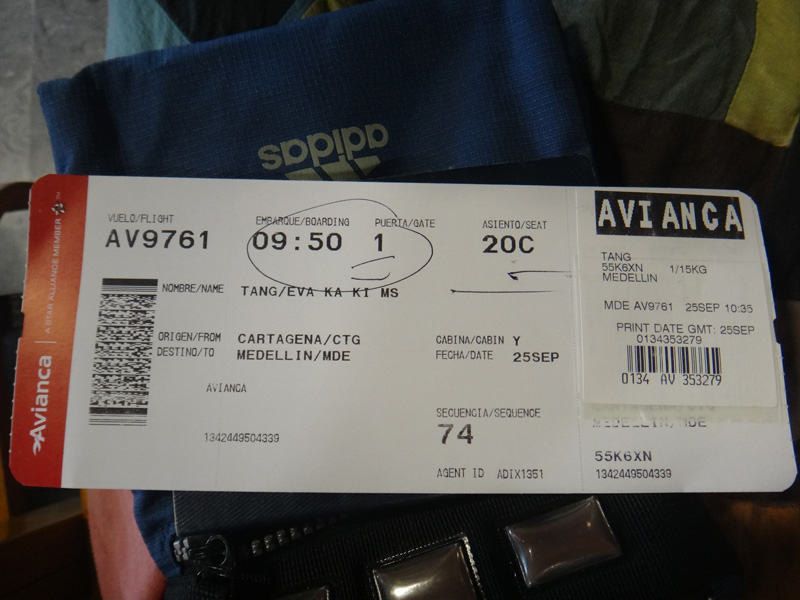 adidas
Avianca
A STAR ALLIANCE MEMBER
VUELO/FLIGHT
AV9761
EMBARQUE/BOARDING
09:50
PUERTA/GATE
1
ASIENTO/SEAT
20C
NOMBRE/NAME
TANG/EVA KA KI MS
ORIGEN/FROM
CARTAGENA/CTG
DESTINO/TO
MEDELLIN/MDE
CABINA/CABIN Y
FECHA/DATE 25SEP
AVIANCA
SECUENCIA/SEQUENCE
74
1342449504339
AGENT ID ADIX1351
AVIANCA
TANG
55K6XN 1/15KG
MEDELLIN
MDE AV9761 25SEP 10:35
PRINT DATE GMT: 25SEP
0134353279
0134 AV 353279
MEDELLIN/MDE
55K6XN
1342449504339